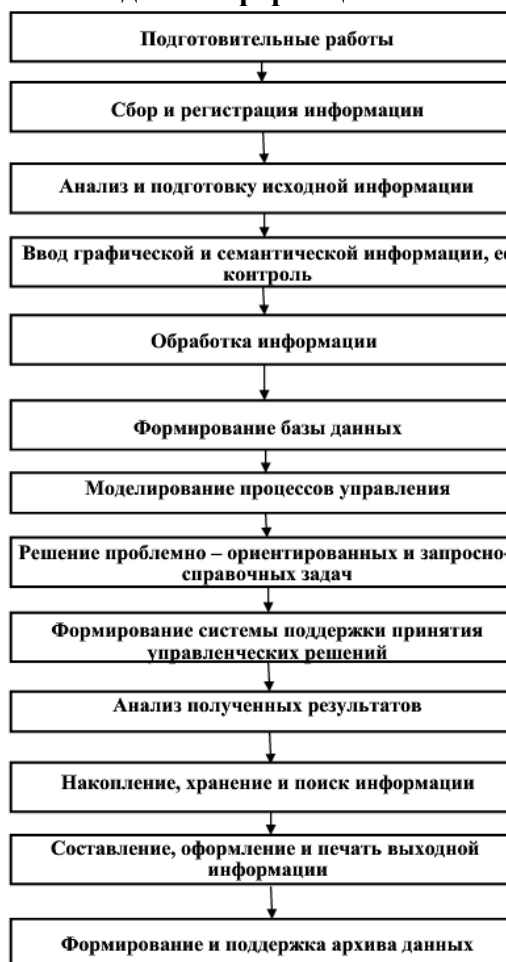 Подготовительные работы
Сбор и регистрация информации
Анализ и подготовку исходной информации
Ввод графической и семантической информации, ее
контроль
Обработка информации
Формирование базы данных
Моделирование процессов управления
Решение проблемно – ориентированных и запросно-
справочных задач
Формирование системы поддержки принятия
управленческих решений
Анализ полученных результатов
Накопление, хранение и поиск информации
Составление, оформление и печать выходной
информации
Формирование и поддержка архива данных